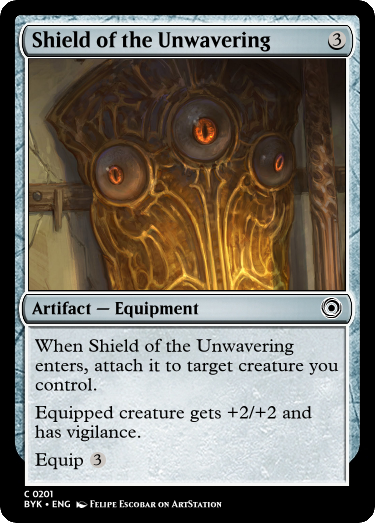 Shield of the Unwavering 3
Artifact — Equipment
When Shield of the Unwavering
enters, attach it to target creature you
control.
Equipped creature gets +2/+2 and
has vigilance.
Equip 3
C 0201
BYK • ENG Felipe Escobar on ArtStation